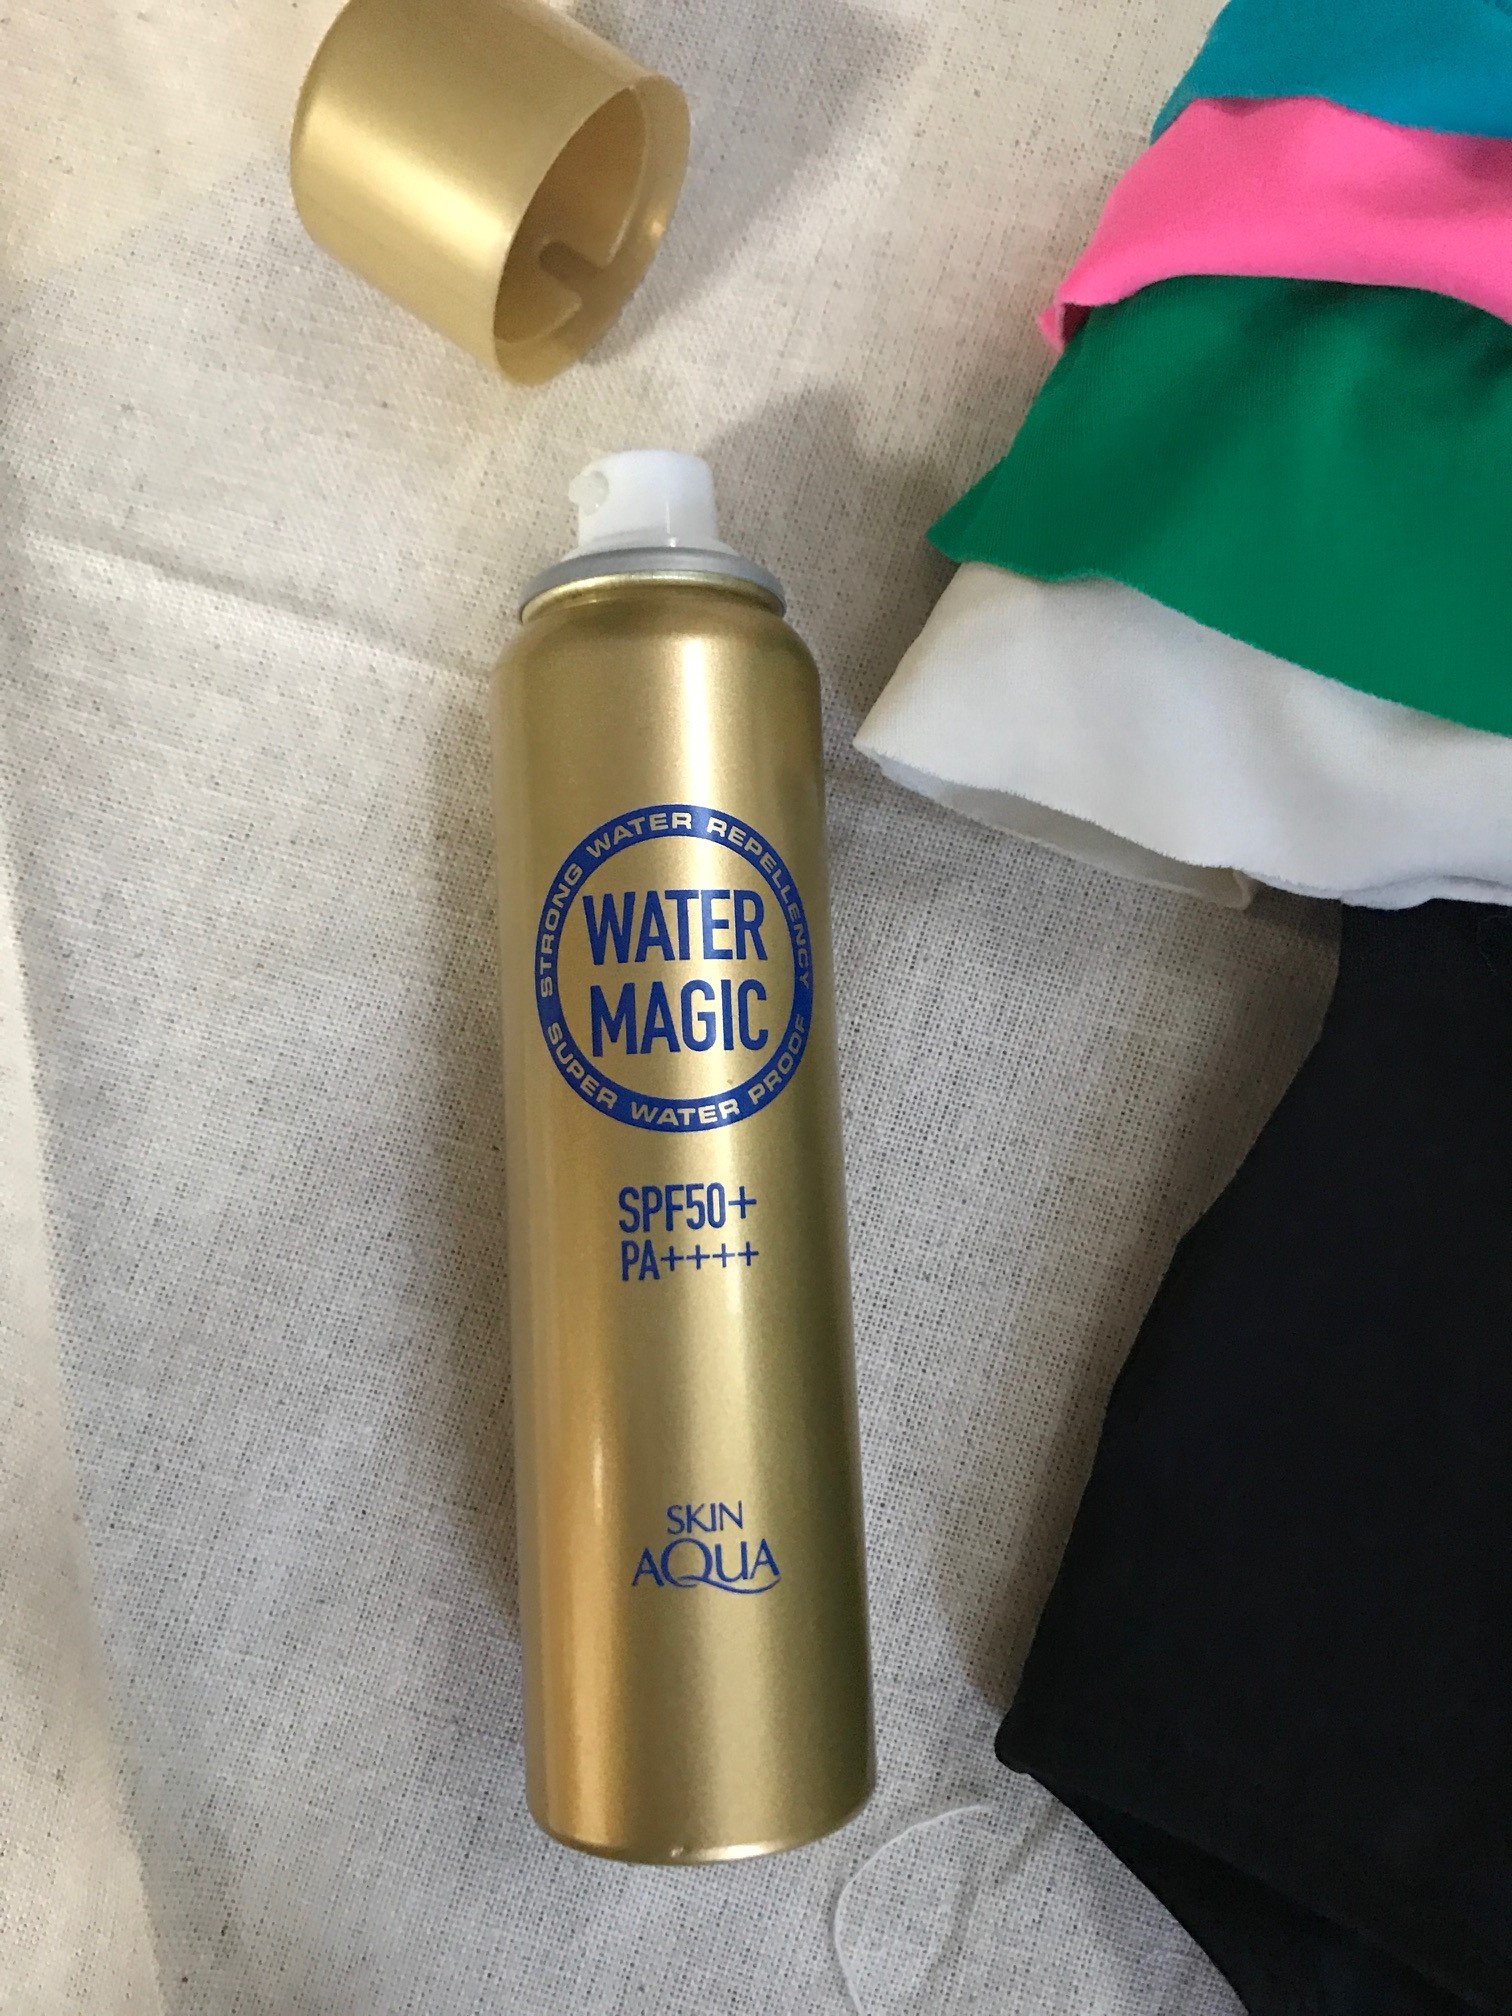 STRONG WATER REPELLENCY
WATER
MAGIC
SUPER WATER PROOF
SPF50+
PA++++
SKIN
AQUA